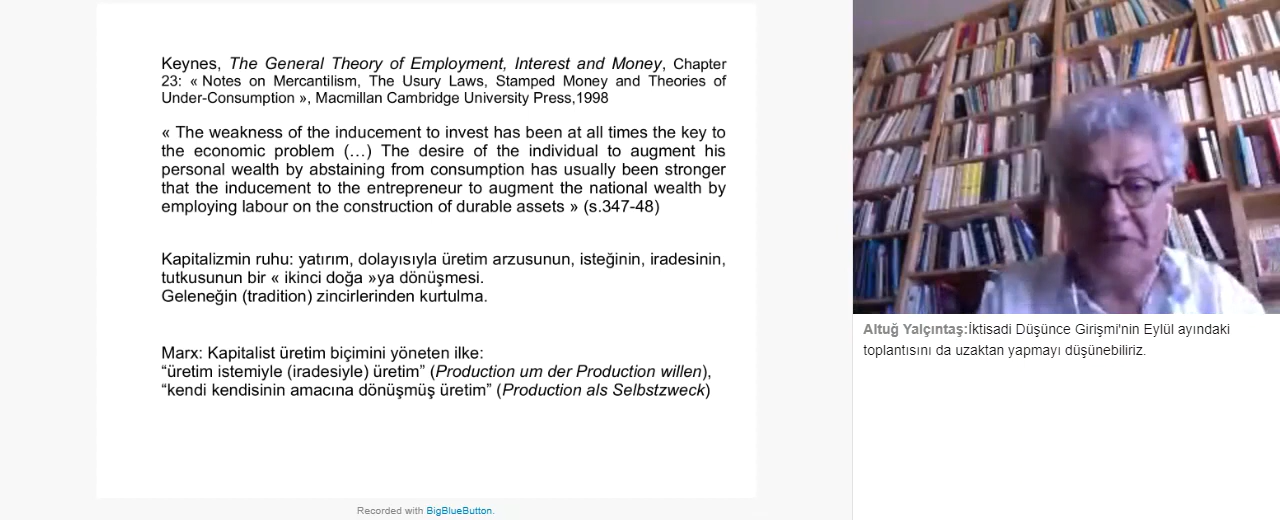 Keynes, The General Theory of Employment, Interest and Money, Chapter
23: « Notes on Mercantilism, The Usury Laws, Stamped Money and Theories of
Under-Consumption », Macmillan Cambridge University Press,1998
« The weakness of the inducement to invest has been at all times the key to
the economic problem (…) The desire of the individual to augment his
personal wealth by abstaining from consumption has usually been stronger
that the inducement to the entrepreneur to augment the national wealth by
employing labour on the construction of durable assets » (s.347-48)
Kapitalizmin ruhu: yatırım, dolayısıyla üretim arzusunun, isteğinin, iradesinin,
tutkusunun bir « ikinci doğa »ya dönüşmesi.
Geleneğin (tradition) zincirlerinden kurtulma.
Marx: Kapitalist üretim biçimini yöneten ilke:
“üretim istemiyle (iradesiyle) üretim” (Production um der Production willen),
“kendi kendisinin amacına dönüşmüş üretim” (Production als Selbstzweck)
Recorded with BigBlueButton.
Altuğ Yalçıntaş:İktisadi Düşünce Girişmi'nin Eylül ayındaki
toplantısını da uzaktan yapmayı düşünebiliriz.